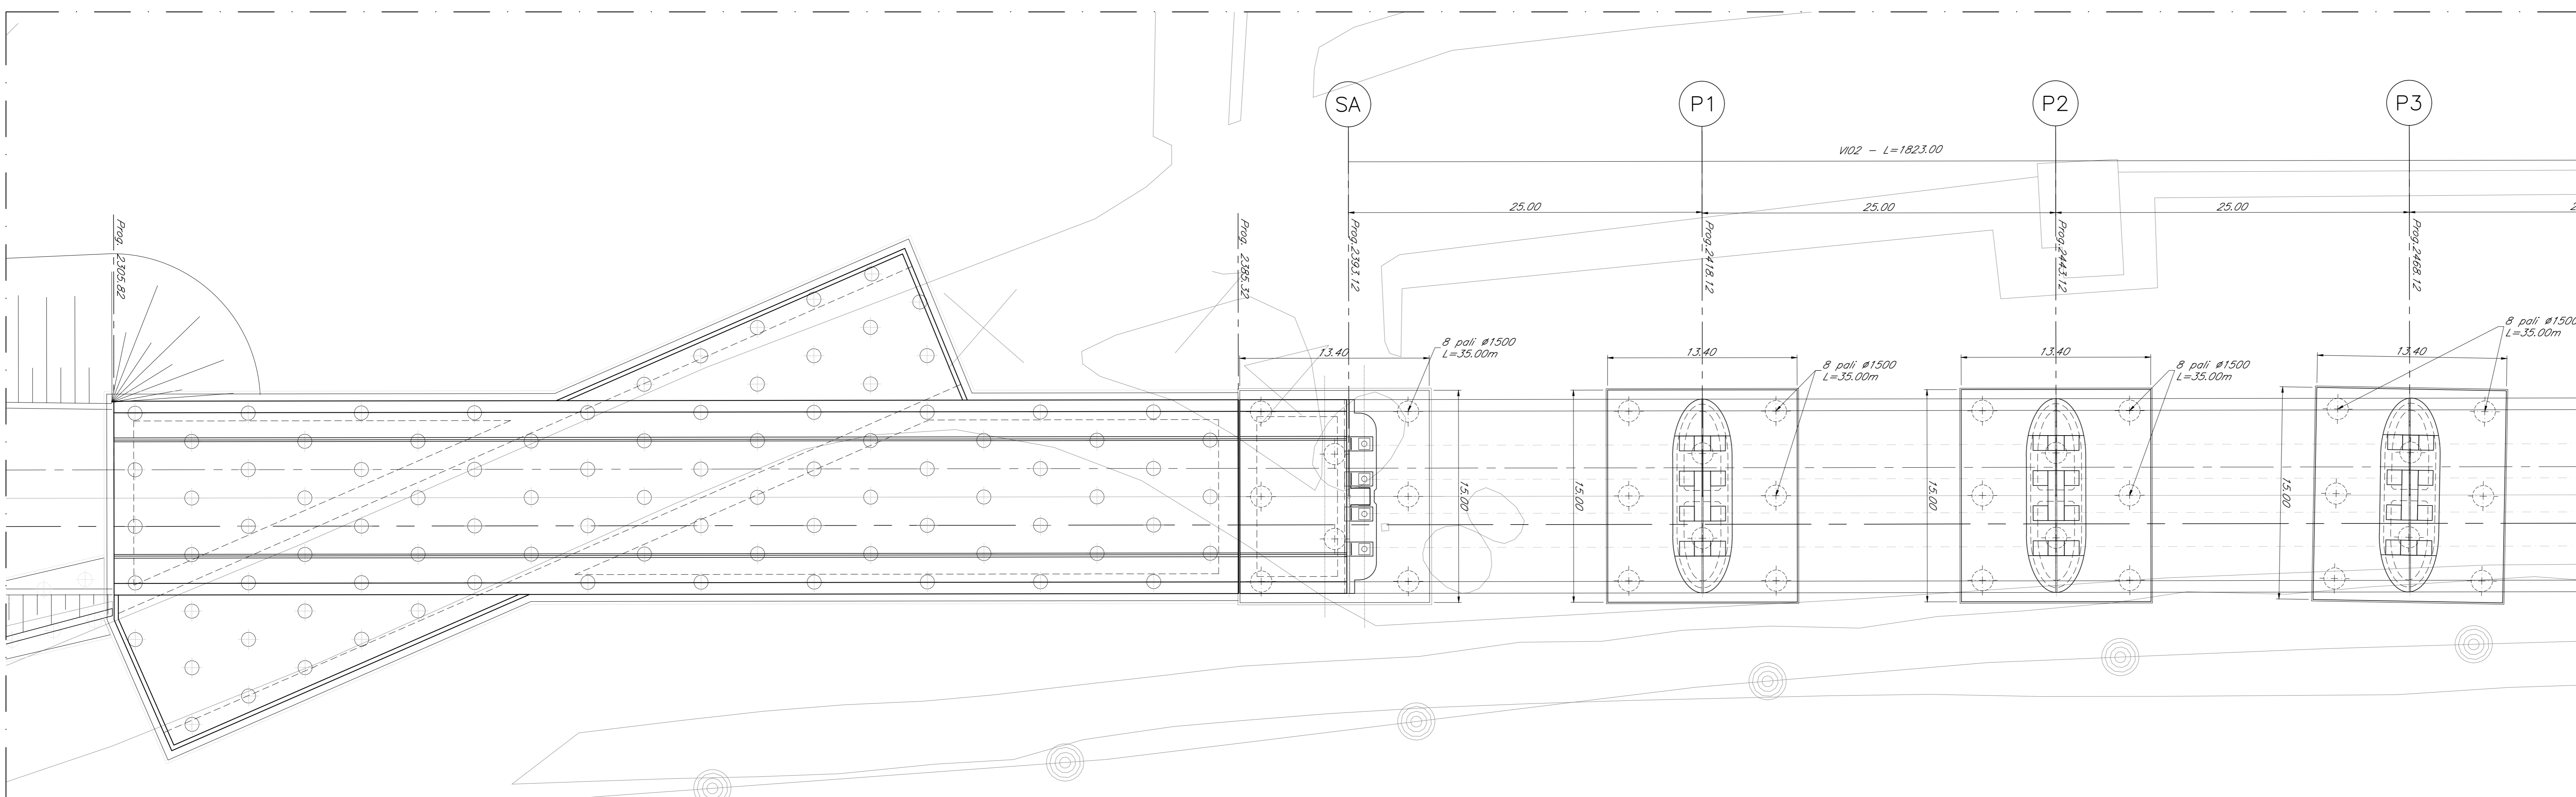 SA
P1
P2
P3
VI02 - L=1823.00
25.00
25.00
25.00
Prog. 2305.82
Prog. 2385.32
Prog.2393.12
Prog.2418.12
Prog.2443.12
Prog.2468.12
8 pali ø1500
L=35.00m
8 pali ø1500
L=35.00m
8 pali ø1500
L=35.00m
8 pali ø1500
L=35.00m
13.40
13.40
13.40
13.40
15.00
15.00
15.00
15.00